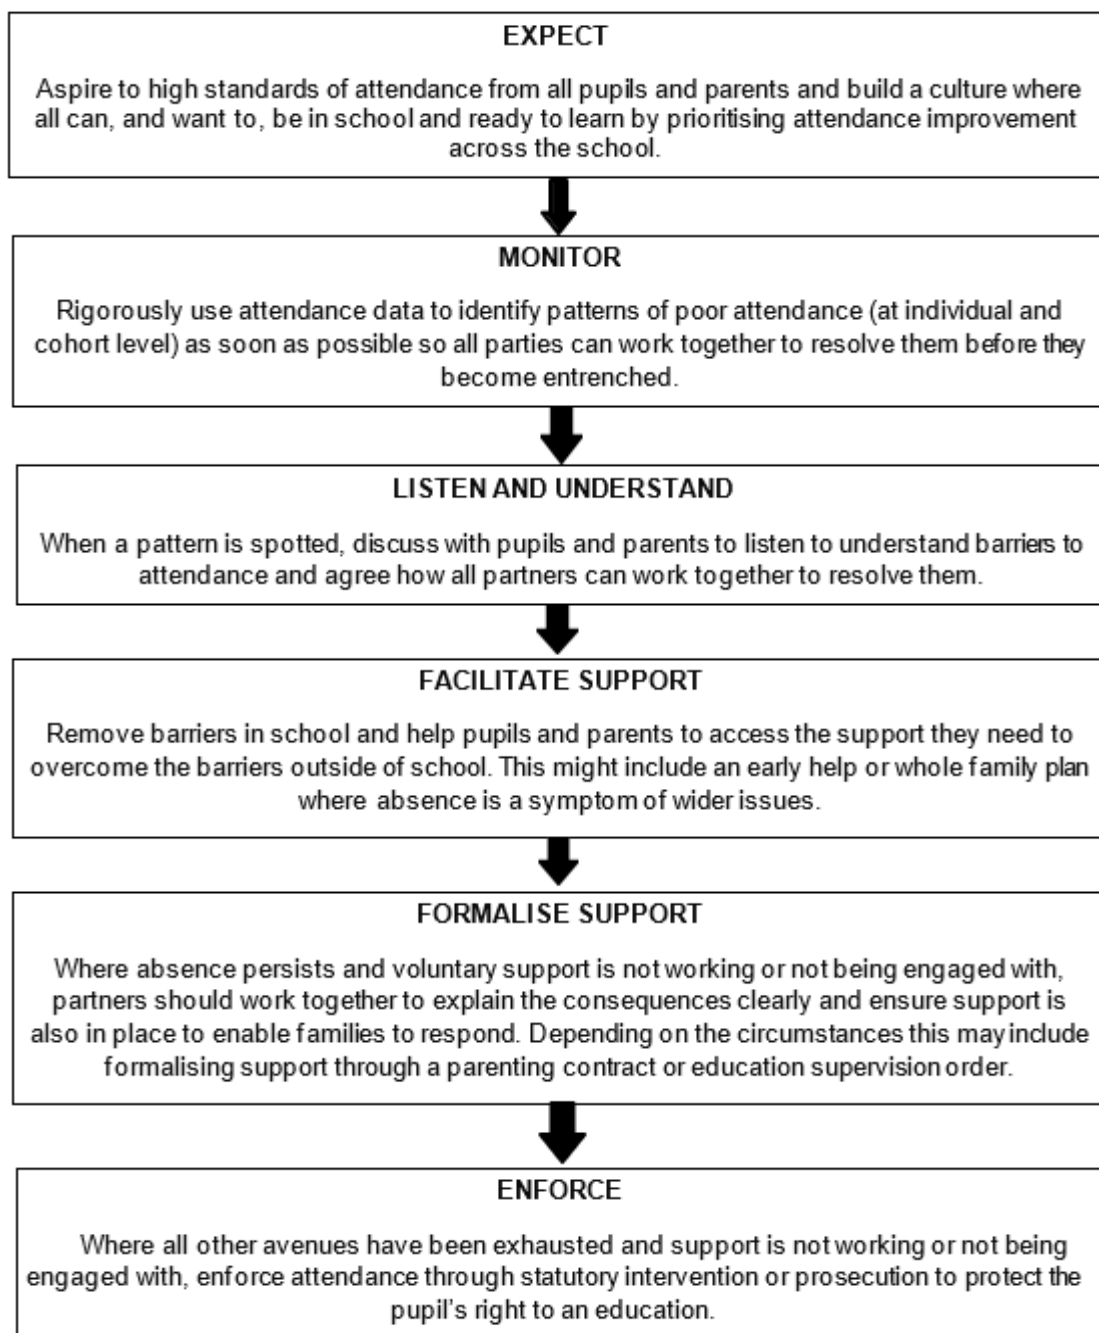 EXPECT
Aspire to high standards of attendance from all pupils and parents and build a culture where
all can, and want to, be in school and ready to learn by prioritising attendance improvement
across the school.
MONITOR
Rigorously use attendance data to identify patterns of poor attendance (at individual and
cohort level) as soon as possible so all parties can work together to resolve them before they
become entrenched.
LISTEN AND UNDERSTAND
When a pattern is spotted, discuss with pupils and parents to listen to understand barriers to
attendance and agree how all partners can work together to resolve them.
FACILITATE SUPPORT
Remove barriers in school and help pupils and parents to access the support they need to
overcome the barriers outside of school. This might include an early help or whole family plan
where absence is a symptom of wider issues.
FORMALISE SUPPORT
Where absence persists and voluntary support is not working or not being engaged with,
partners should work together to explain the consequences clearly and ensure support is
also in place to enable families to respond. Depending on the circumstances this may include
formalising support through a parenting contract or education supervision order.
ENFORCE
Where all other avenues have been exhausted and support is not working or not being
engaged with, enforce attendance through statutory intervention or prosecution to protect the
pupil's right to an education.